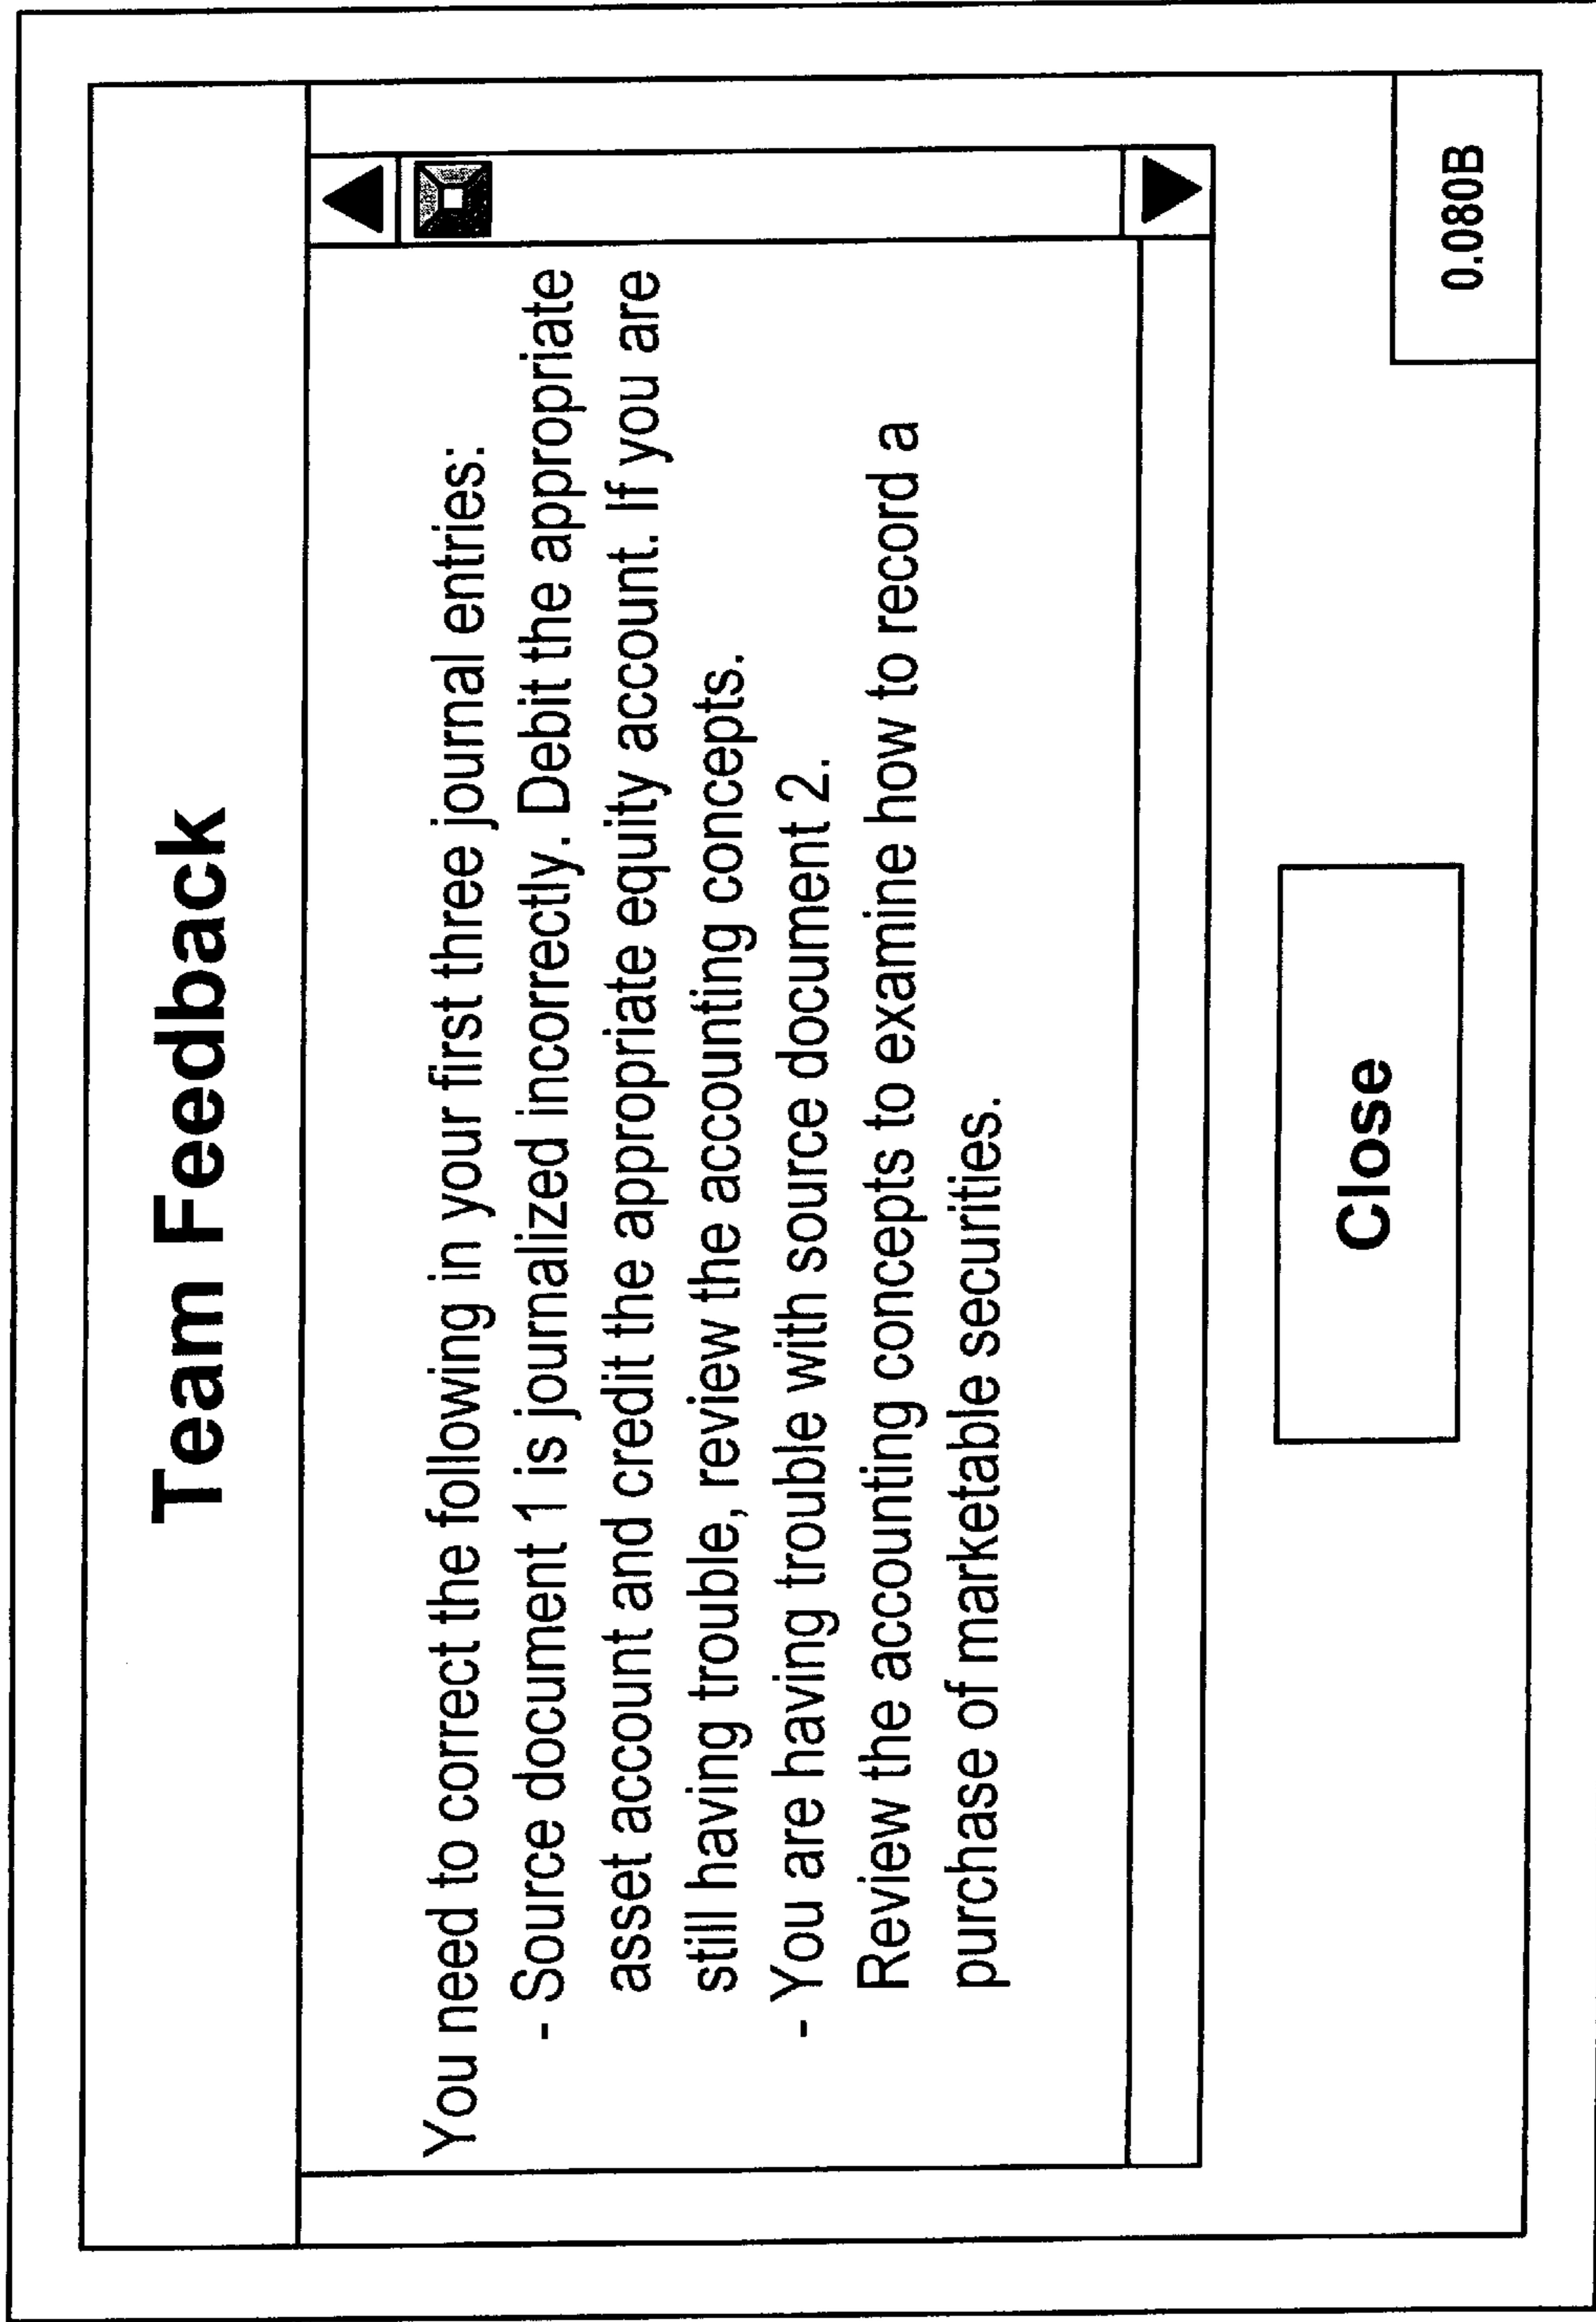 Team Feedback
You need to correct the following in your first three journal entries:
- Source document 1 is journalized incorrectly. Debit the appropriate
asset account and credit the appropriate equity account. If you are
still having trouble, review the accounting concepts.
- You are having trouble with source document 2.
Review the accounting concepts to examine how to record a
purchase of marketable securities.
Close
0.080B